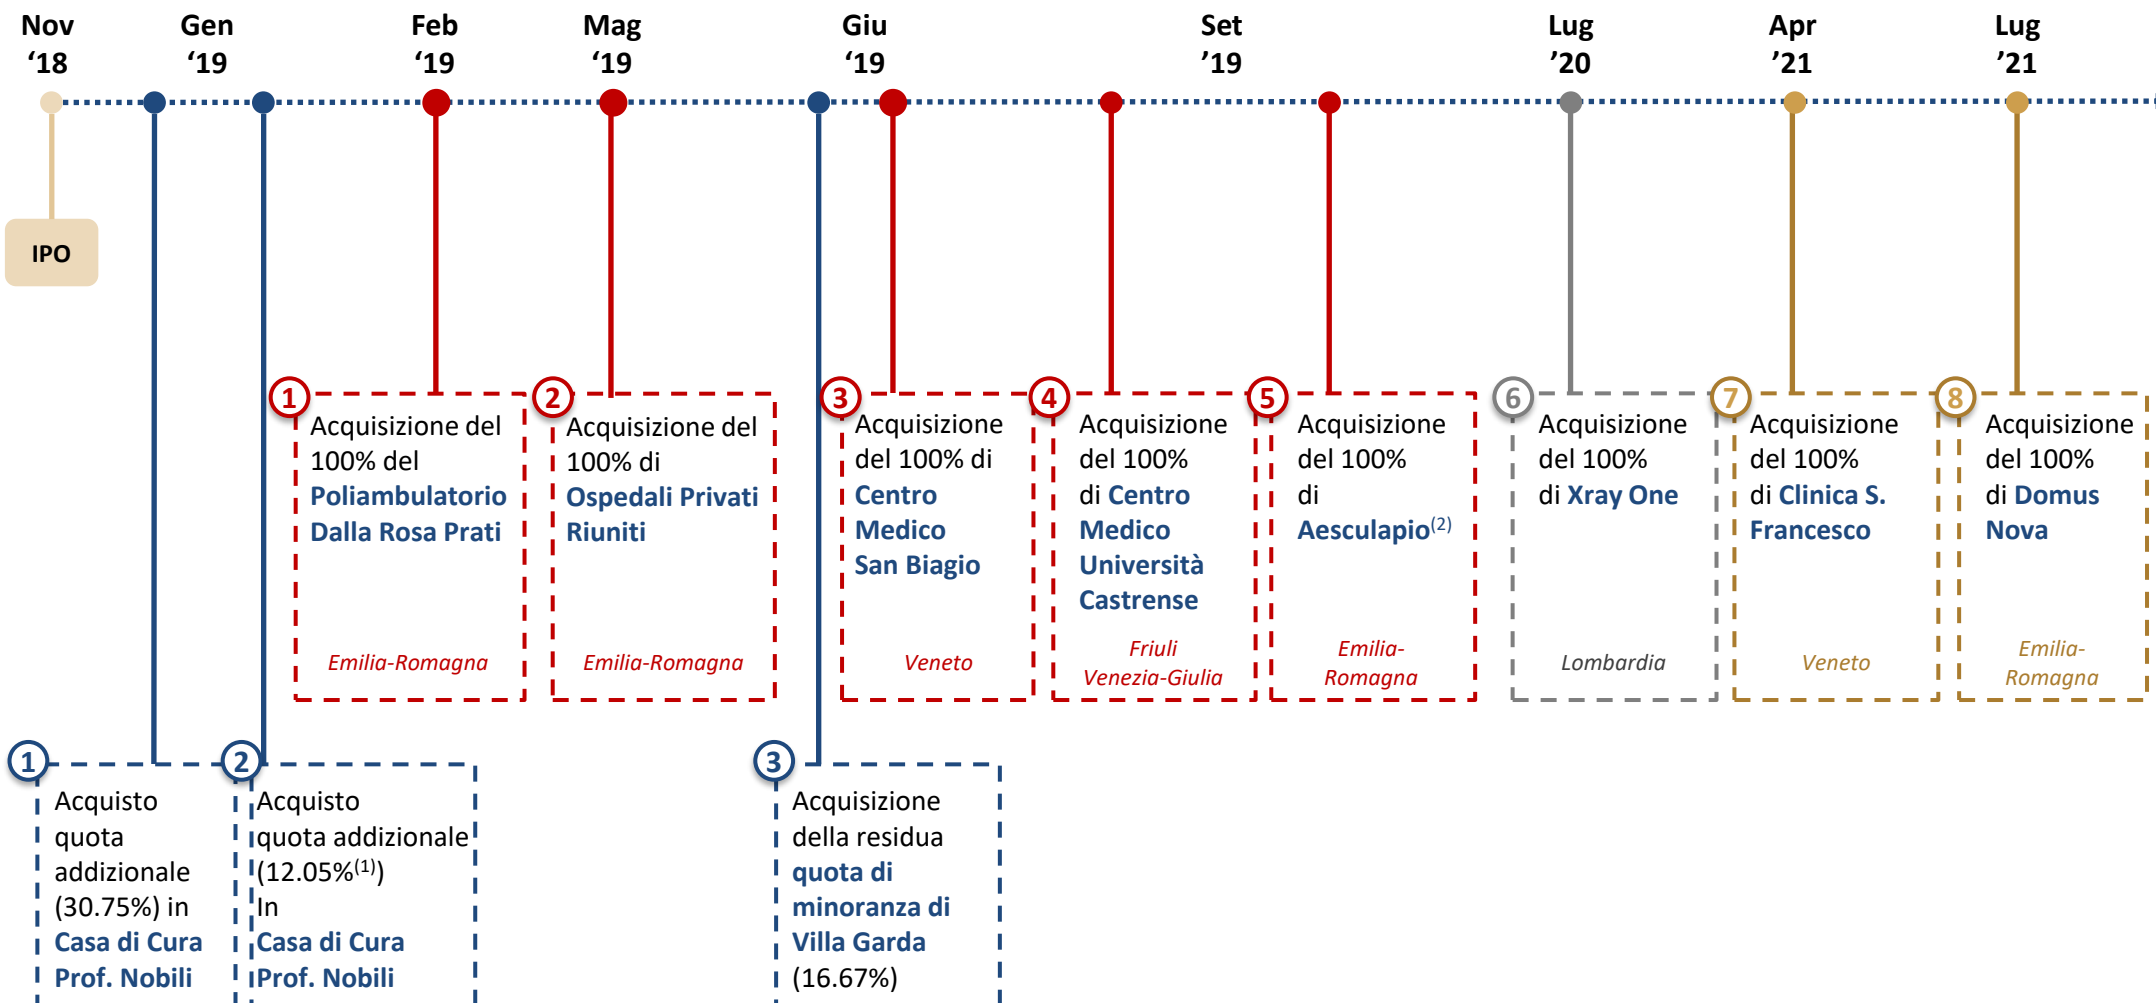 Nov
‘18
Gen
‘19
Feb
‘19
Mag
‘19
Giu
‘19
Set
’19
Lug
’20
Apr
’21
Lug
’21
IPO
1
Acquisizione del
100% del
Poliambulatorio
Dalla Rosa Prati
Emilia-Romagna
2
Acquisizione del
100% di
Ospedali Privati
Riuniti
Emilia-Romagna
3
Acquisizione
del 100% di
Centro
Medico
San Biagio
Veneto
4
Acquisizione
del 100%
di Centro
Medico
Università
Castrense
Friuli
Venezia-Giulia
5
Acquisizione
del 100%
di
Aesculapio(2)
Emilia-
Romagna
6
Acquisizione
del 100%
di Xray One
Lombardia
7
Acquisizione
del 100%
di Clinica S.
Francesco
Veneto
8
Acquisizione
del 100%
di Domus
Nova
Emilia-
Romagna
1
Acquisto
quota
addizionale
(30.75%) in
Casa di Cura
Prof. Nobili
2
Acquisto
quota addizionale
(12.05%(1))
In
Casa di Cura
Prof. Nobili
3
Acquisizione
della residua
quota di
minoranza di
Villa Garda
(16.67%)